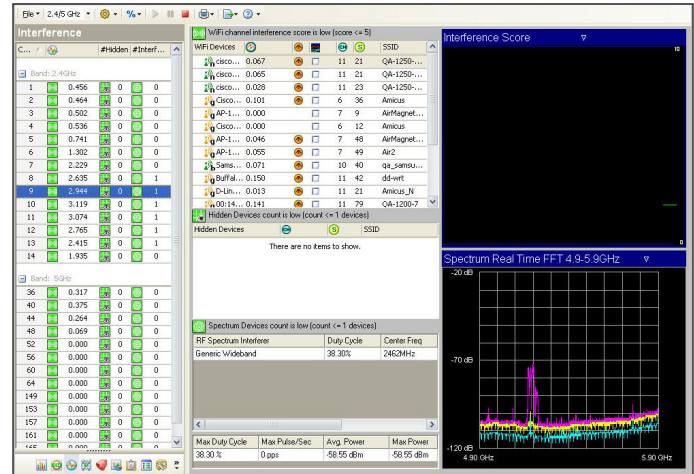 File 2.4/5 GHz
Interference
C... / #Hidden #Interf...
Band: 2.4GHz
1 0.456 0 0
2 0.464 0 0
3 0.502 0 0
4 0.536 0 0
5 0.741 0 0
6 1.302 0 0
7 2.229 0 0
8 2.635 0 1
9 2.944 0 1
10 3.119 0 1
11 3.074 0 1
12 2.765 0 1
13 2.415 0 1
14 1.935 0 0
Band: 5GHz
36 0.317 0 0
40 0.375 0 0
44 0.264 0 0
48 0.069 0 0
52 0.000 0 0
56 0.000 0 0
60 0.000 0 0
64 0.000 0 0
149 0.000 0 0
153 0.000 0 0
157 0.000 0 0
161 0.000 0 0
165 0.000 0 0
WiFi channel interference score is low (score <= 5)
WiFi Devices SSID
cisco... 0.067 11 21 QA-1250-...
cisco... 0.065 11 21 QA-1250-...
cisco... 0.028 11 23 QA-1250-...
Cisco... 0.101 6 36 Amicus
AP-1... 0.000 7 9 AirMagnet...
Cisco... 0.000 6 12 Amicus
AP-1... 0.046 7 48 AirMagnet...
AP-1... 0.055 7 49 Air2
Sams... 0.071 10 40 qa_samsu...
Buffal... 0.150 11 42 dd-wrt
D-Lin... 0.013 11 21 Amicus_N
00:14... 0.141 11 79 QA-1200-7
Hidden Devices count is low (count <= 1 devices)
Hidden Devices SSID
There are no items to show.
Spectrum Devices count is low (count <= 1 devices)
RF Spectrum Interferer Duty Cycle Center Freq
Generic Wideband 38.30% 2462MHz
Max Duty Cycle Max Pulse/Sec Avg. Power Max Power
38.30 % 0 pps -58.55 dBm -58.55 dBm
Interference Score
10
0
Spectrum Real Time FFT 4.9-5.9GHz
-20 dB
-70 dB
-120 dB
4.90 GHz 5.90 GHz